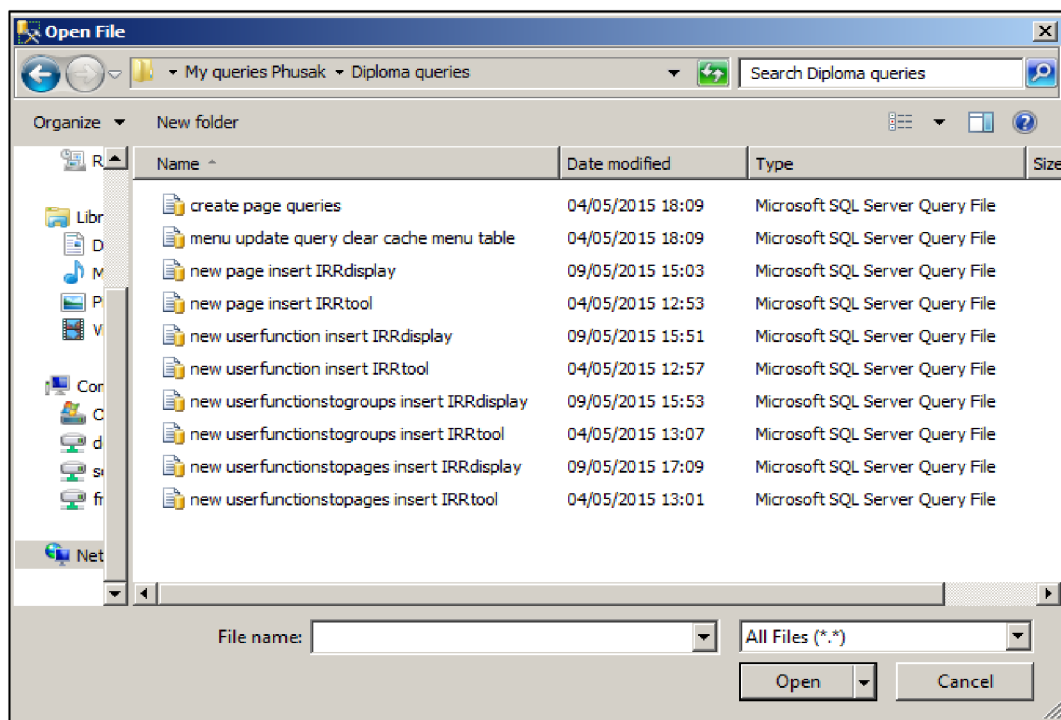 Open File
My queries Phusak Diploma queries Search Diploma queries
Organize New folder
R Name Date modified Type Size
Libr create page queries 04/05/2015 18:09 Microsoft SQL Server Query File
D menu update query clear cache menu table 04/05/2015 18:09 Microsoft SQL Server Query File
M new page insert IRRdisplay 09/05/2015 15:03 Microsoft SQL Server Query File
Pi new page insert IRRtool 04/05/2015 12:53 Microsoft SQL Server Query File
V new userfunction insert IRRdisplay 09/05/2015 15:51 Microsoft SQL Server Query File
new userfunction insert IRRtool 04/05/2015 12:57 Microsoft SQL Server Query File
Con new userfunctionstogroups insert IRRdisplay 09/05/2015 15:53 Microsoft SQL Server Query File
d new userfunctionstogroups insert IRRtool 04/05/2015 13:07 Microsoft SQL Server Query File
new userfunctionstopages insert IRRdisplay 09/05/2015 17:09 Microsoft SQL Server Query File
fr new userfunctionstopages insert IRRtool 04/05/2015 13:01 Microsoft SQL Server Query File
Net
File name: All Files (*.*)
Open Cancel